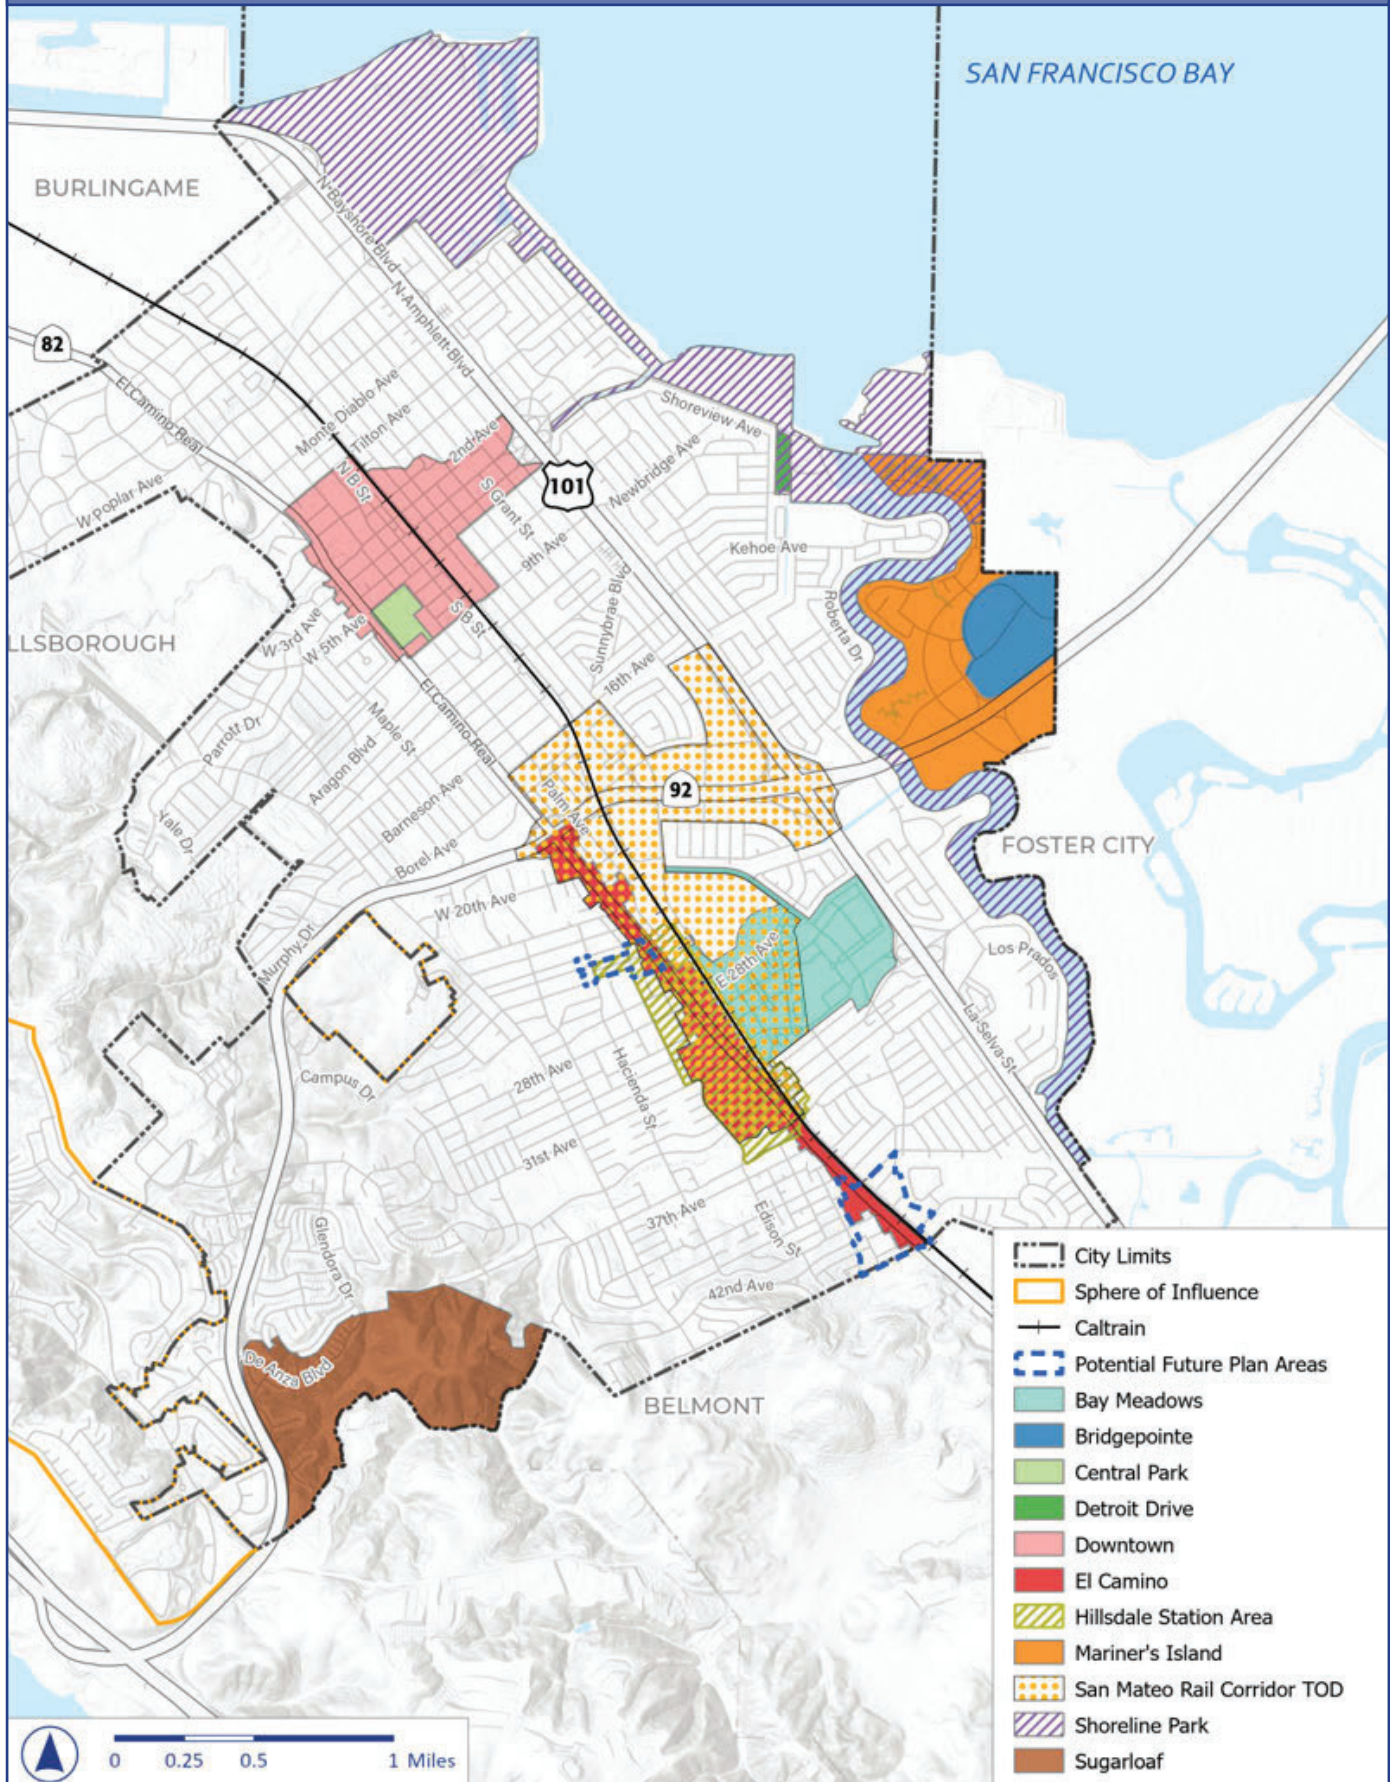 SAN FRANCISCO BAY
BURLINGAME
N Bayshore Blvd
N Amphlett Blvd
82
El Camino Real
Monte Diablo Ave
Tilton Ave
2nd Ave
N B St
S Grant St
101
Shoreview Ave
Newbridge Ave
W Poplar Ave
9th Ave
Kehoe Ave
Sunnybrae Blvd
Roberta Dr
LLSBOROUGH
W 3rd Ave
W 5th Ave
S B St
16th Ave
El Camino Real
Parrott Dr
Maple St
Aragon Blvd
Barneson Ave
Palm Ave
92
Yale Dr
Borel Ave
FOSTER CITY
W 20th Ave
Murphy Dr
E 28th Ave
Los Prados
La Selva St
Campus Dr
28th Ave
Hacienda St
31st Ave
37th Ave
Edison St
Glendora Dr
42nd Ave
De Anza Blvd
BELMONT
City Limits
Sphere of Influence
Caltrain
Potential Future Plan Areas
Bay Meadows
Bridgepointe
Central Park
Detroit Drive
Downtown
El Camino
Hillsdale Station Area
Mariner's Island
San Mateo Rail Corridor TOD
Shoreline Park
Sugarloaf
0 0.25 0.5 1 Miles